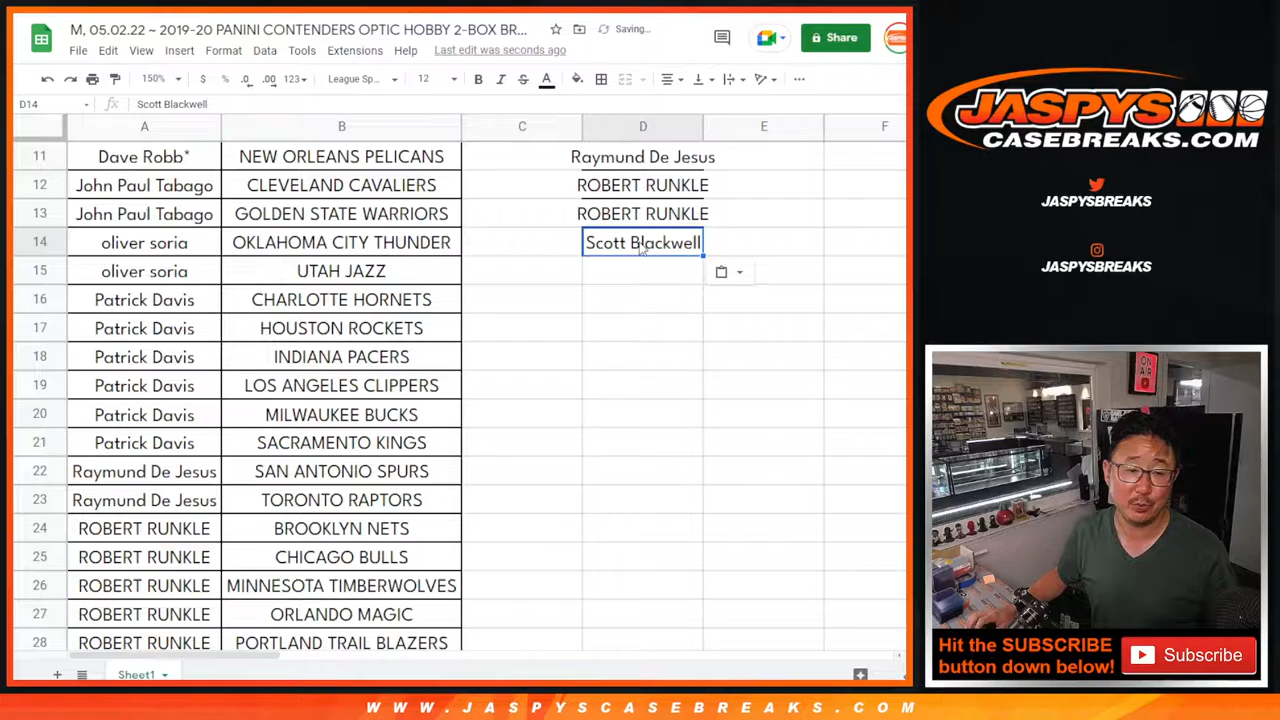 M, 05.02.22 ~ 2019-20 PANINI CONTENDERS OPTIC HOBBY 2-BOX BR...
Saving...
File Edit View Insert Format Data Tools Extensions Help Last edit was seconds ago
Share
150% $ % .0 .00 123 League Sp... 12 B I S A
D14 fx Scott Blackwell
A B C D E F
11 Dave Robb* NEW ORLEANS PELICANS Raymund De Jesus
12 John Paul Tabago CLEVELAND CAVALIERS ROBERT RUNKLE
13 John Paul Tabago GOLDEN STATE WARRIORS ROBERT RUNKLE
14 oliver soria OKLAHOMA CITY THUNDER Scott Blackwell
15 oliver soria UTAH JAZZ
16 Patrick Davis CHARLOTTE HORNETS
17 Patrick Davis HOUSTON ROCKETS
18 Patrick Davis INDIANA PACERS
19 Patrick Davis LOS ANGELES CLIPPERS
20 Patrick Davis MILWAUKEE BUCKS
21 Patrick Davis SACRAMENTO KINGS
22 Raymund De Jesus SAN ANTONIO SPURS
23 Raymund De Jesus TORONTO RAPTORS
24 ROBERT RUNKLE BROOKLYN NETS
25 ROBERT RUNKLE CHICAGO BULLS
26 ROBERT RUNKLE MINNESOTA TIMBERWOLVES
27 ROBERT RUNKLE ORLANDO MAGIC
28 ROBERT RUNKLE PORTLAND TRAIL BLAZERS
Sheet1
JASPYS
CASEBREAKS.COM
JASPYSBREAKS
JASPYSBREAKS
ON AIR
Hit the SUBSCRIBE
button down below!
Subscribe
WWW.JASPYSCASEBREAKS.COM